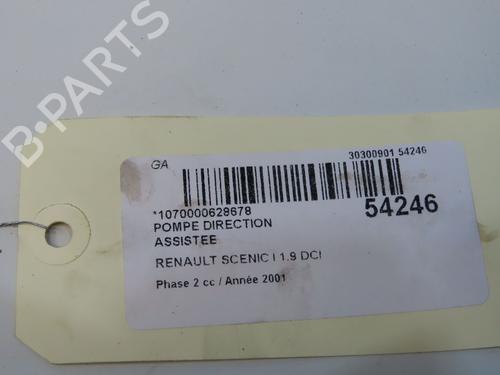 B-PARTS
GA
30300901 54246
*1070000628678
54246
POMPE DIRECTION
ASSISTEE
RENAULT SCENIC I 1.9 DCI
Phase 2 cc / Année 2001